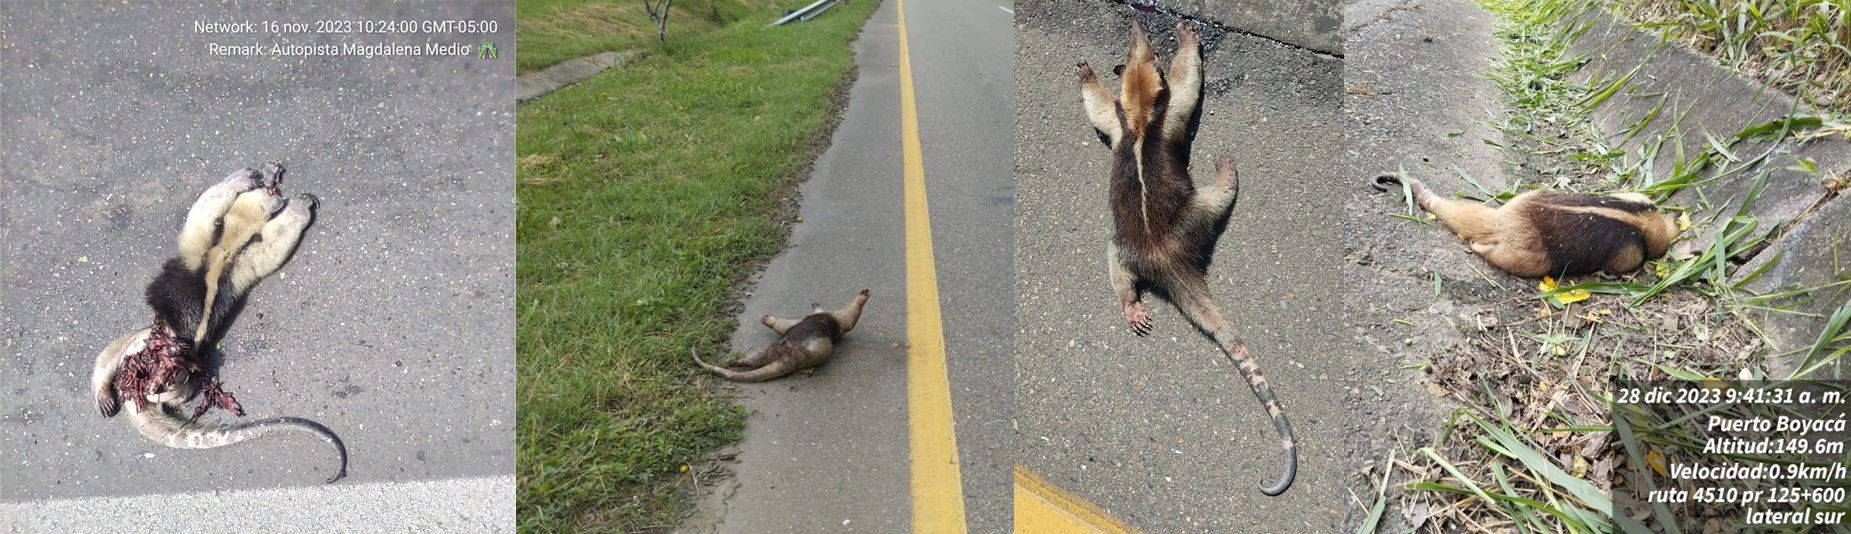 Network: 16 nov. 2023 10:24:00 GMT-05:00
Remark: Autopista Magdalena Medio
28 dic 2023 9:41:31 a. m.
Puerto Boyacá
Altitud:149.6m
Velocidad:0.9km/h
ruta 4510 pr 125+600
lateral sur